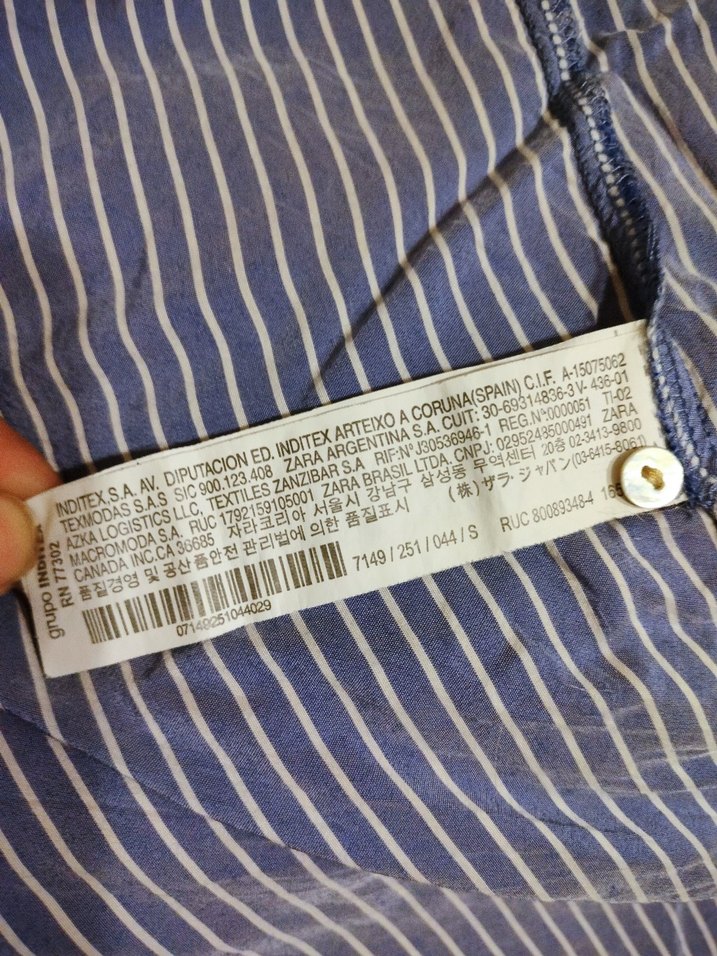 grupo INDITEX
RN 77302
INDITEX.S.A. AV. DIPUTACION ED. INDITEX ARTEIXO A CORUNA(SPAIN) C.I.F. A-15075062
TEXMODAS S.A.S SIC 900.123.408 ZARA ARGENTINA S.A. CUIT: 30-69314836-3 V- 436-01
AZKA LOGISTICS LLC, TEXTILES ZANZIBAR S.A RIF:Nº J30536946-1 REG.Nº0000051 TI-02
MACROMODA S.A. RUC 1792159105001 ZARA BRASIL LTDA. CNPJ: 02952485000491 ZARA
CANADA INC.CA 36685 자라코리아 서울시 강남구 삼성동 무역센터 20층 02-3413-9800
품질경영 및 공산품안전 관리법에 의한 품질표시 (株) ザラ・ジャパン(03-6415-8061)
7149 / 251 / 044 / S RUC 80089348-4
07149251044029